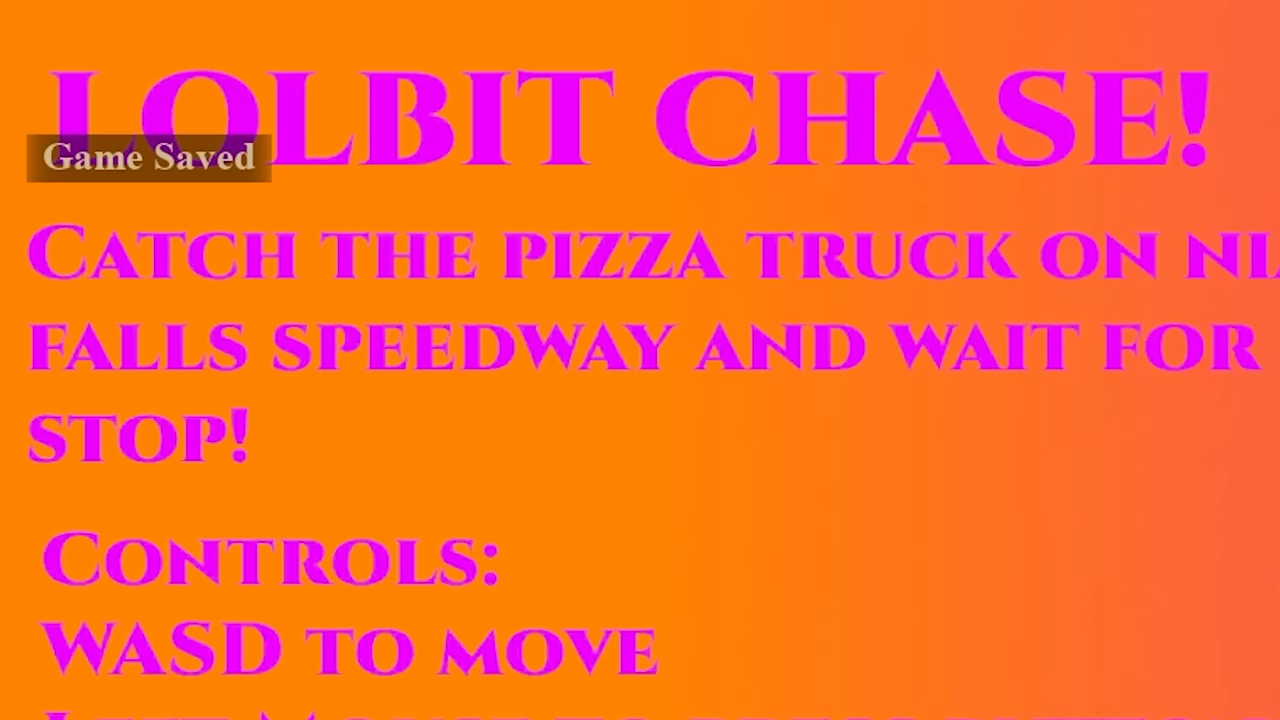 LOLBIT CHASE!
Game Saved
CATCH THE PIZZA TRUCK ON
FALLS SPEEDWAY AND WAIT FOR
STOP!
CONTROLS:
WASD TO MOVE